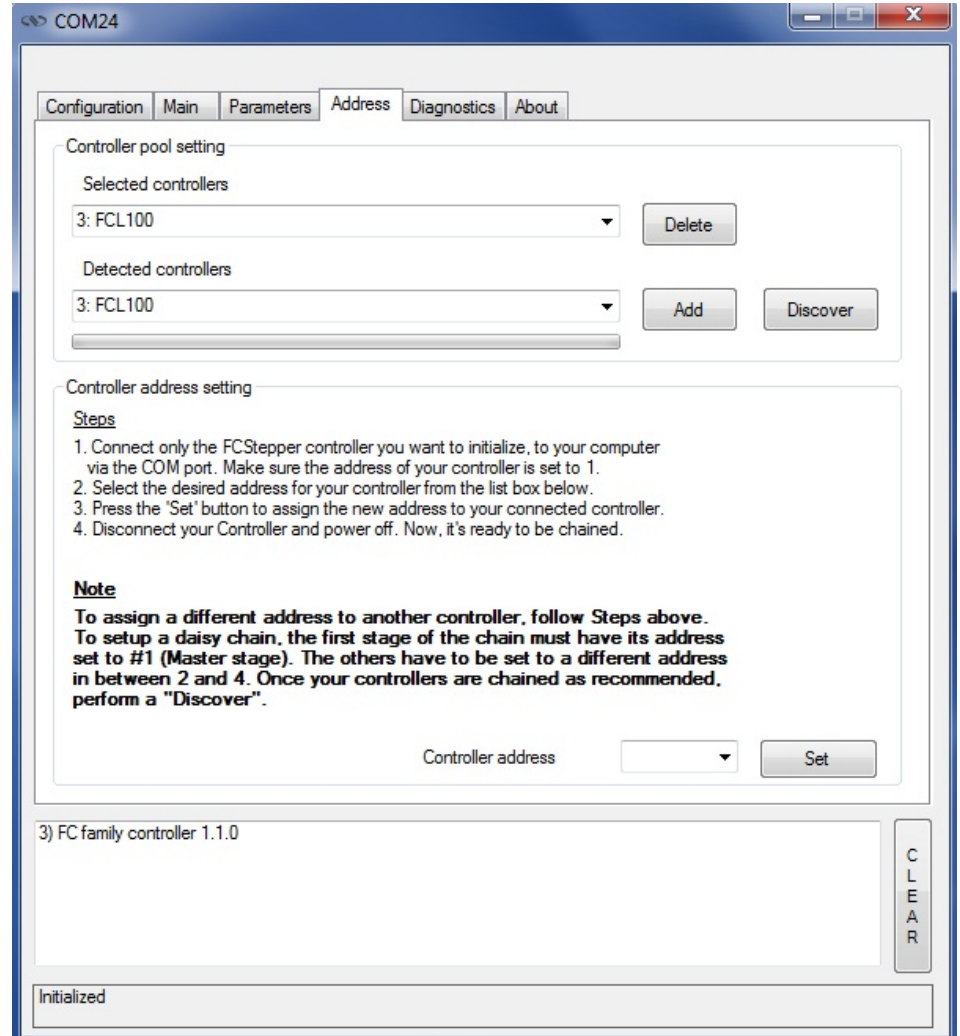 COM24
Configuration Main Parameters Address Diagnostics About
Controller pool setting
Selected controllers
3: FCL100
Delete
Detected controllers
3: FCL100
Add
Discover
Controller address setting
Steps
1. Connect only the FCStepper controller you want to initialize, to your computer
via the COM port. Make sure the address of your controller is set to 1.
2. Select the desired address for your controller from the list box below.
3. Press the 'Set' button to assign the new address to your connected controller.
4. Disconnect your Controller and power off. Now, it's ready to be chained.
Note
To assign a different address to another controller, follow Steps above.
To setup a daisy chain, the first stage of the chain must have its address
set to #1 (Master stage). The others have to be set to a different address
in between 2 and 4. Once your controllers are chained as recommended,
perform a "Discover".
Controller address
Set
3) FC family controller 1.1.0
C
L
E
A
R
Initialized